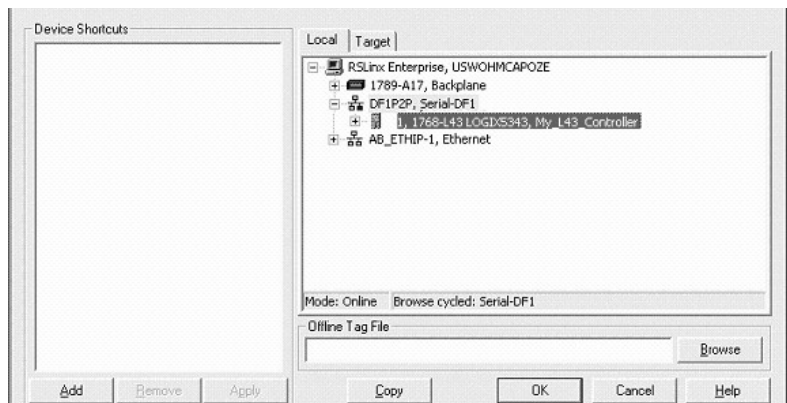 Device Shortcuts
Local Target
RSLinx Enterprise, USWOHMCAPOZE
1789-A17, Backplane
DF1P2P, Serial-DF1
1, 1768-L43 LOGIX5343, My_L43_Controller
AB_ETHIP-1, Ethernet
Mode: Online Browse cycled: Serial-DF1
Offline Tag File
Browse
Add Remove Apply Copy OK Cancel Help